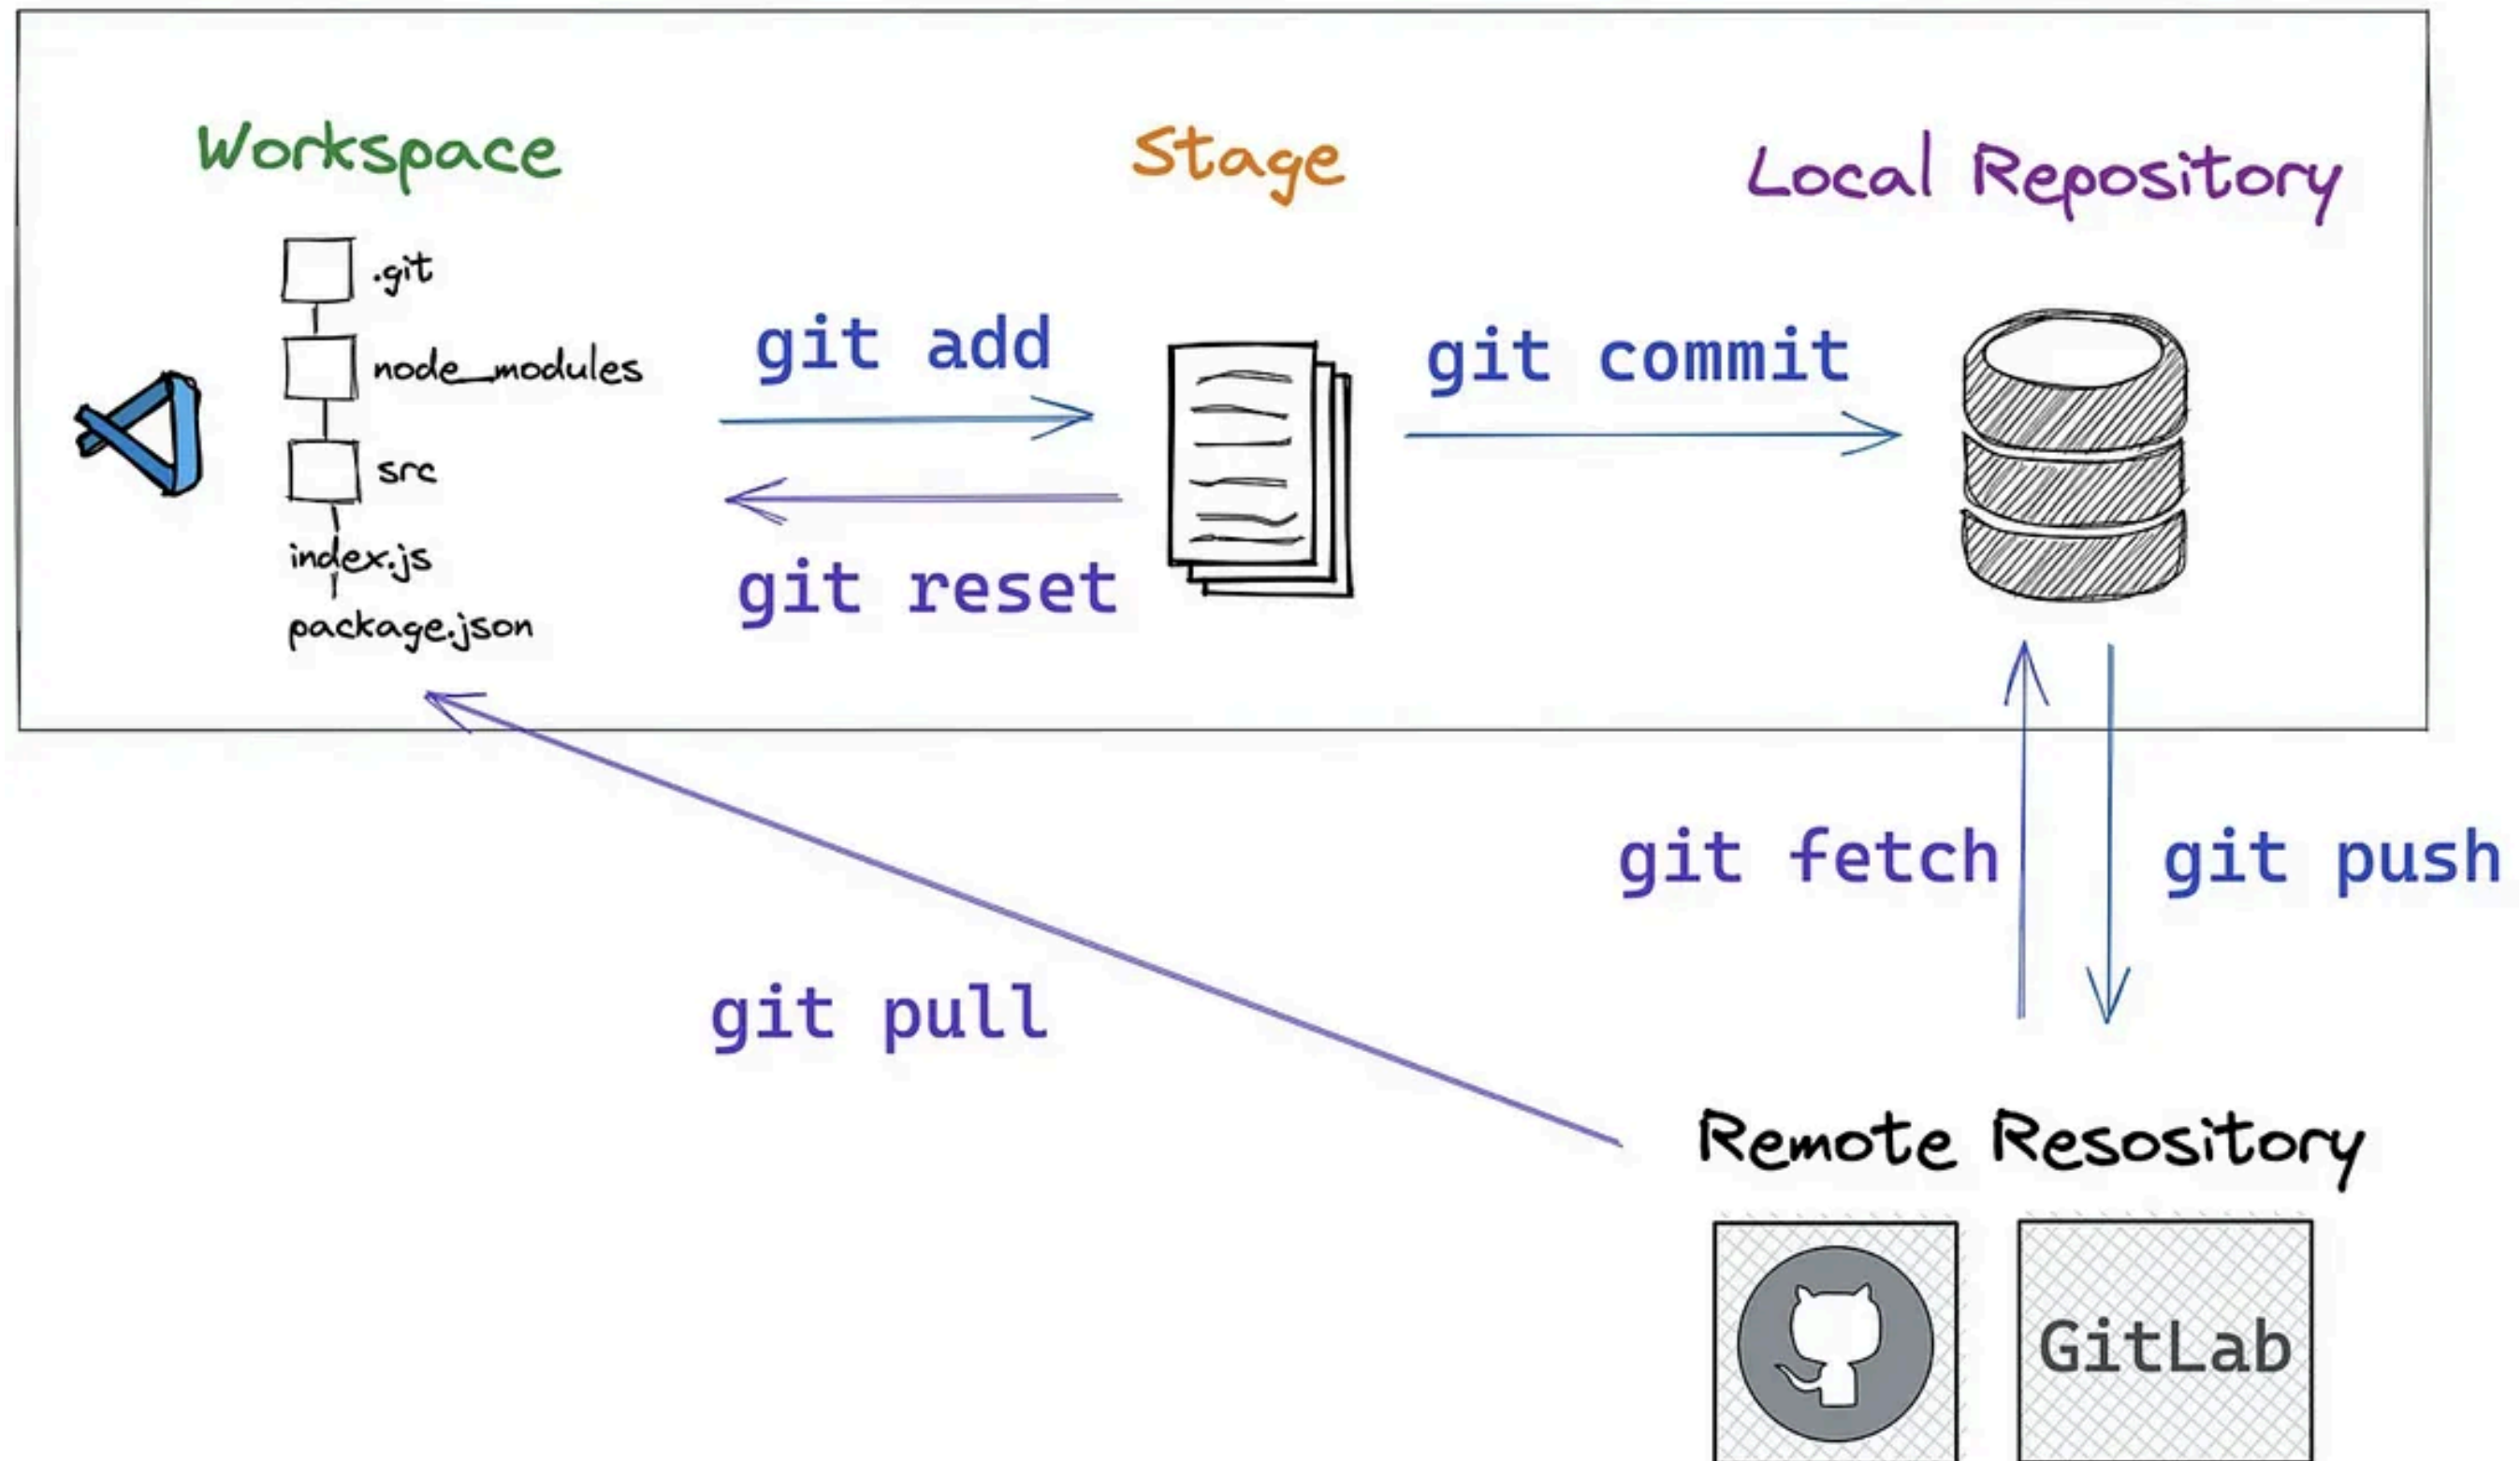 Workspace
Stage
Local Repository
.git
node_modules
src
index.js
package.json
git add
git reset
git commit
git fetch
git push
git pull
Remote Resository
GitLab